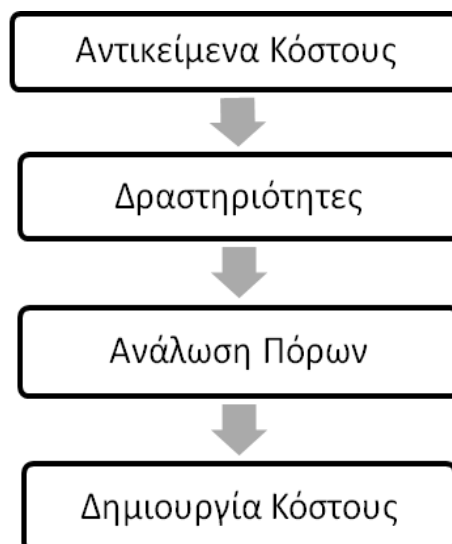 Αντικείμενα Κόστους
Δραστηριότητες
Ανάλωση Πόρων
Δημιουργία Κόστους